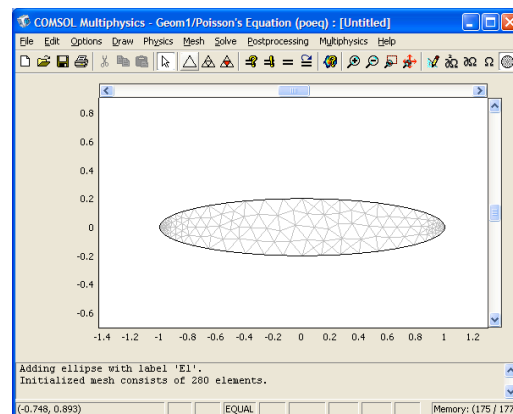 COMSOL Multiphysics - Geom1/Poisson's Equation (poeq) : [Untitled]
File Edit Options Draw Physics Mesh Solve Postprocessing Multiphysics Help
0.8
0.6
0.4
0.2
0
-0.2
-0.4
-0.6
-1.4 -1.2 -1 -0.8 -0.6 -0.4 -0.2 0 0.2 0.4 0.6 0.8 1 1.2
Adding ellipse with label 'E1'.
Initialized mesh consists of 280 elements.
(-0.748, 0.893) EQUAL Memory: (175 / 177